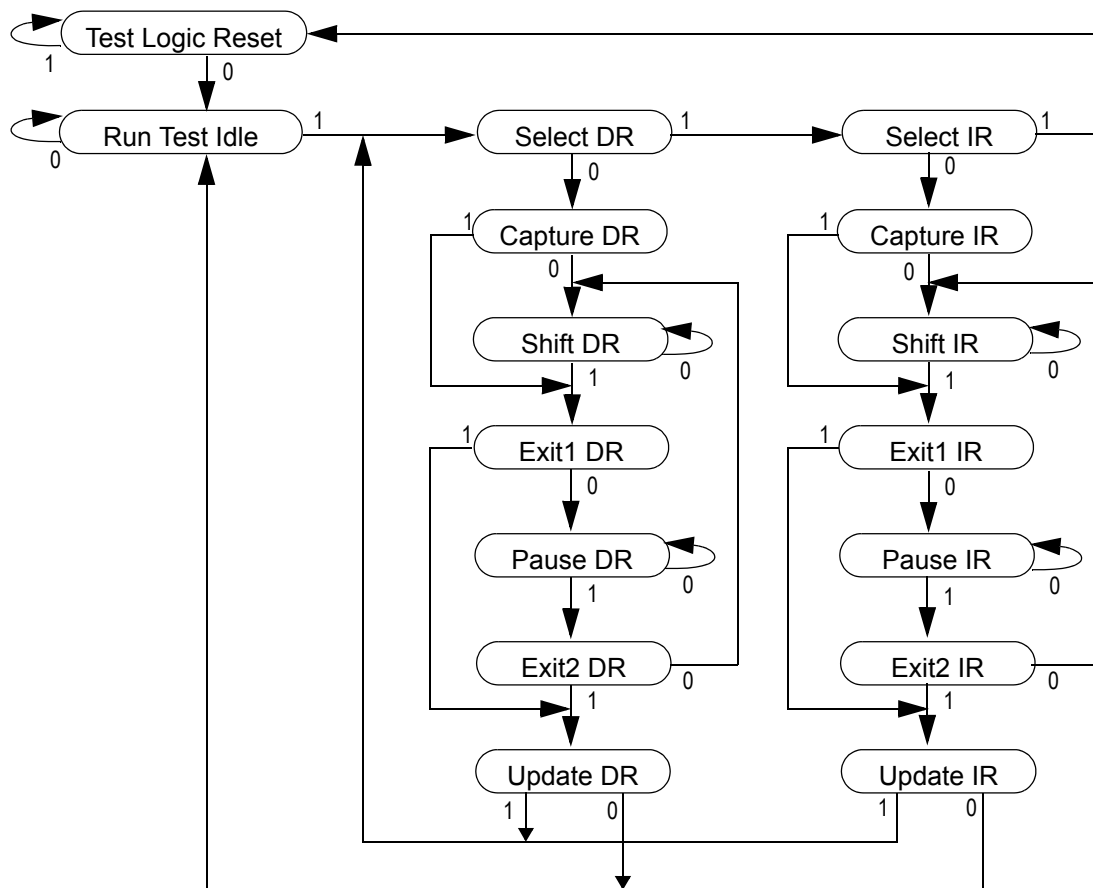 Test Logic Reset
1
0
Run Test Idle
1
0
Select DR
1
0
Select IR
1
0
1
Capture DR
0
1
Capture IR
0
Shift DR
0
1
Shift IR
0
1
1
Exit1 DR
0
1
Exit1 IR
0
Pause DR
0
1
Pause IR
0
1
Exit2 DR
0
1
Exit2 IR
0
1
Update DR
1
0
Update IR
1
0